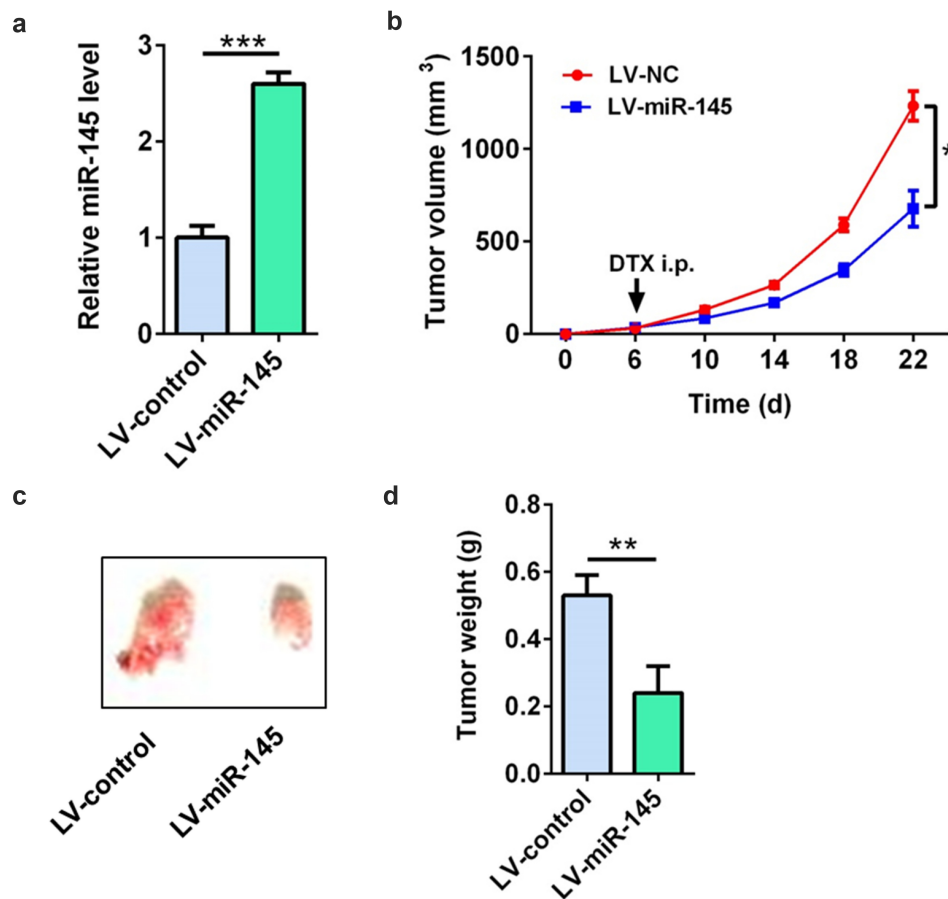 a
Relative miR-145 level
3
2
1
0
***
LV-control
LV-miR-145
b
Tumor volume (mm ³)
1500
1000
500
0
LV-NC
LV-miR-145
DTX i.p.
*
0 6 10 14 18 22
Time (d)
c
LV-control
LV-miR-145
d
Tumor weight (g)
0.8
0.6
0.4
0.2
0.0
**
LV-control
LV-miR-145